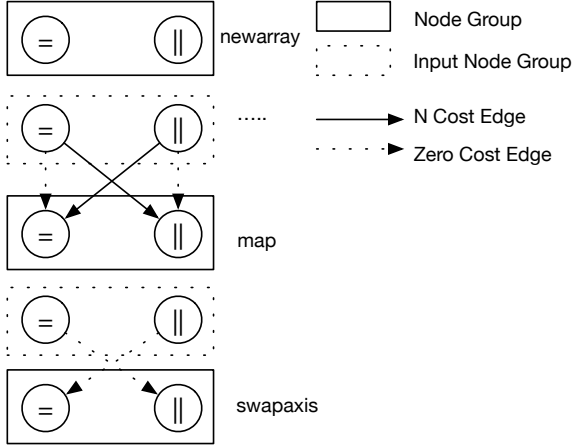 = || newarray
Node Group
Input Node Group
= || .....
N Cost Edge
Zero Cost Edge
= || map
= ||
= || swapaxis